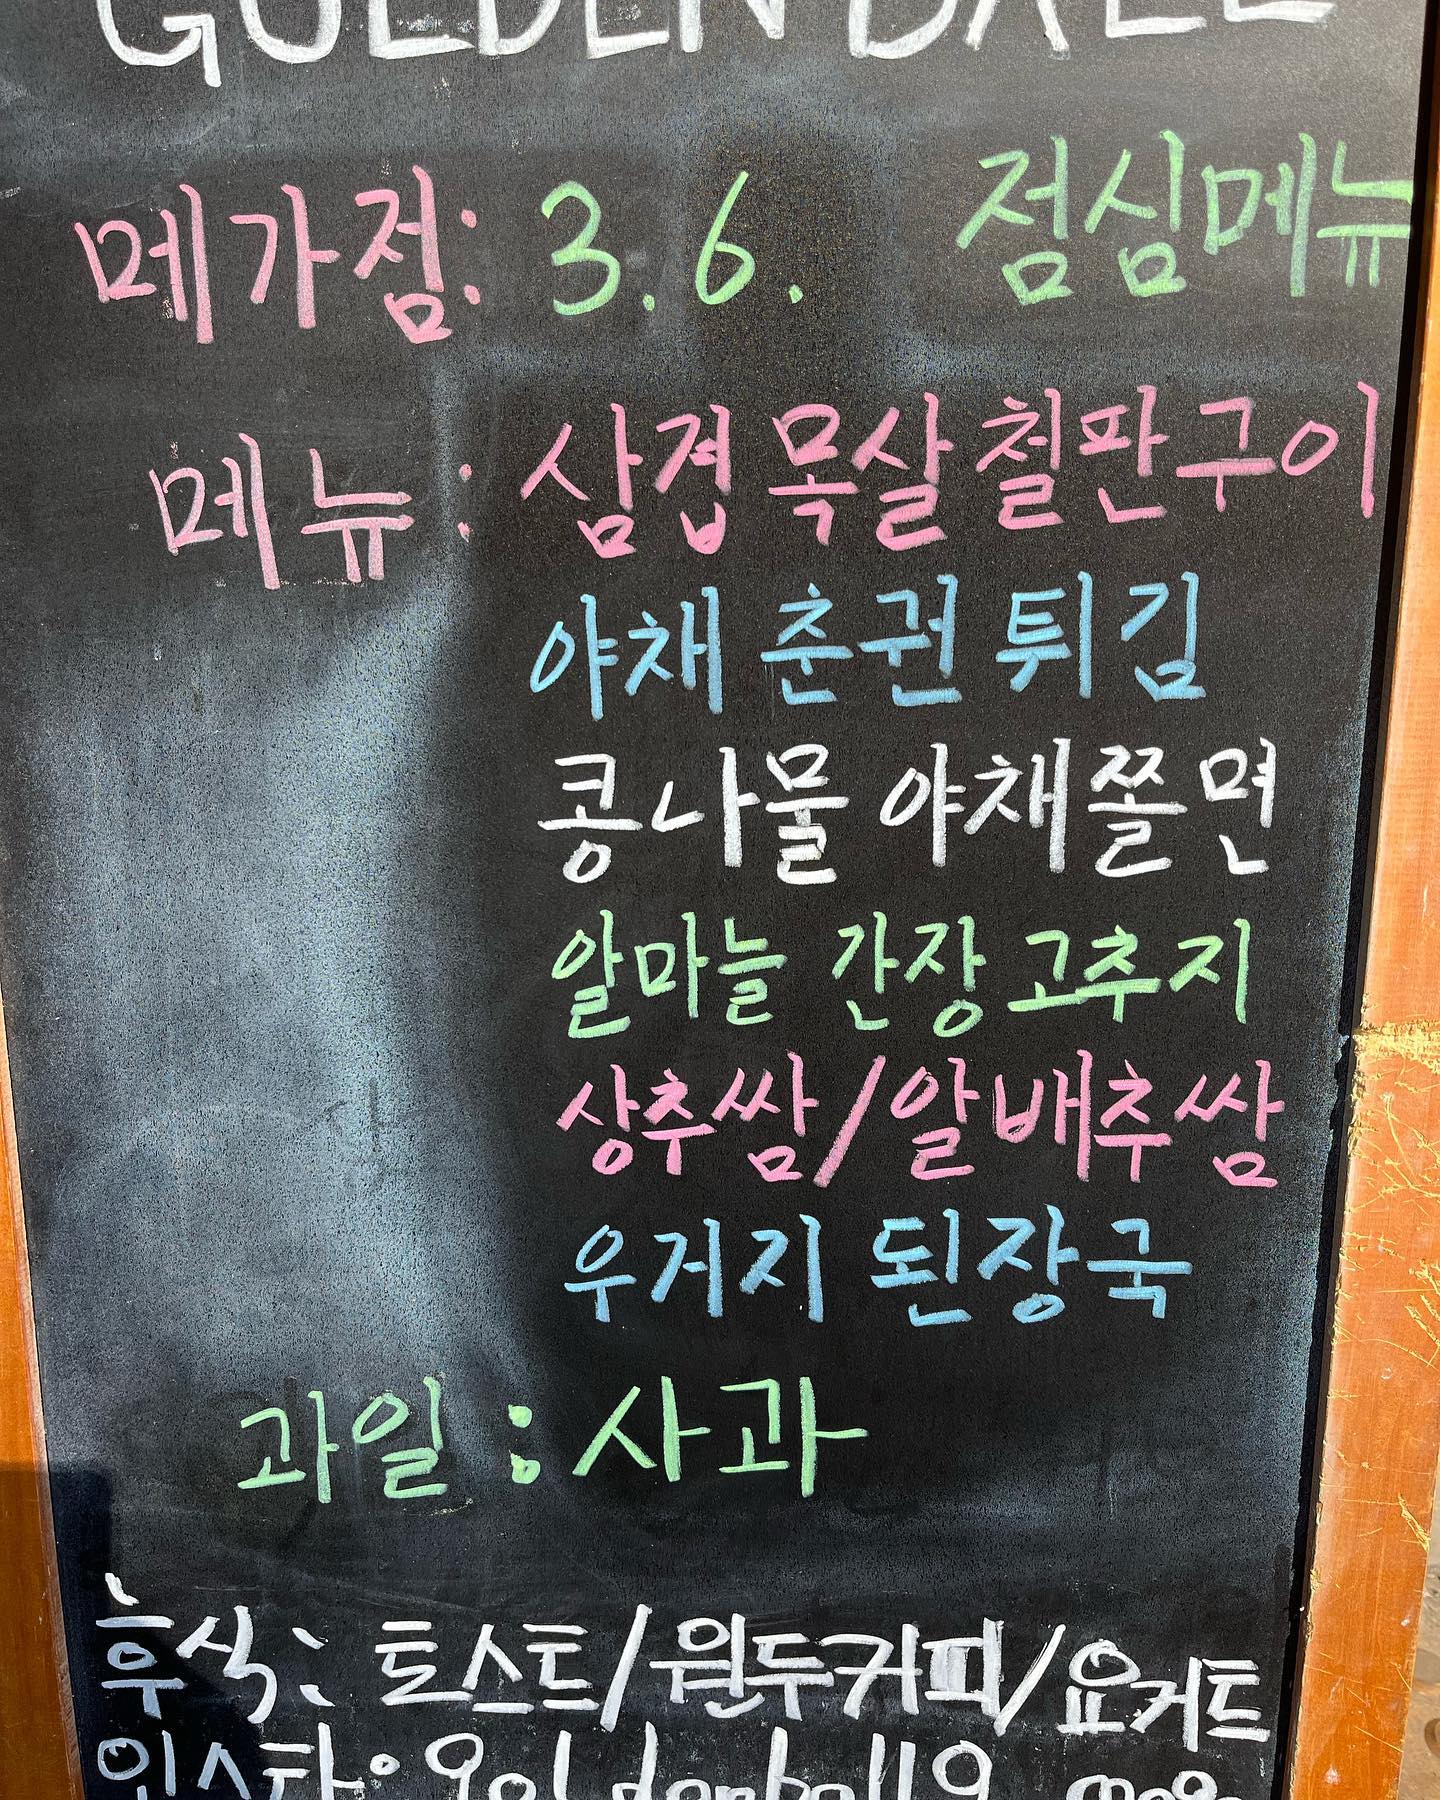 GOLDEN BALL
메가점: 3.6. 점심메뉴
메뉴: 삼겹 목살 철판구이
야채 춘권 튀김
콩나물 야채쫄면
알마늘 간장고추지
상추쌈/알배추쌈
우거지 된장국
과일: 사과
후식: 토스트/원두커피/요거트
인스타: